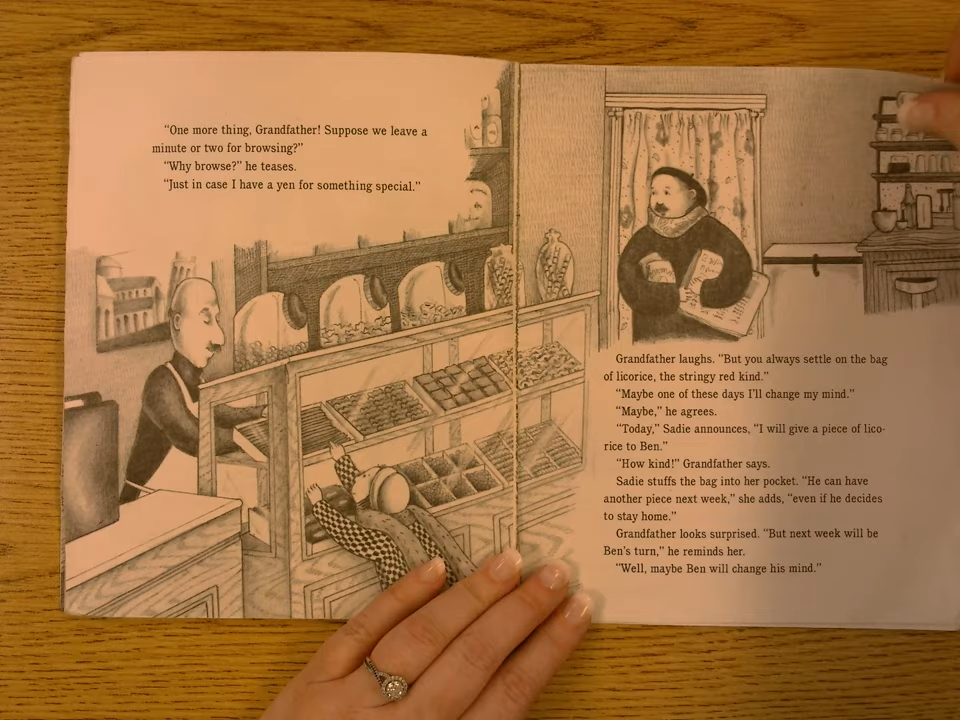 "One more thing, Grandfather! Suppose we leave a
minute or two for browsing?"
"Why browse?" he teases.
"Just in case I have a yen for something special."
Grandfather laughs. "But you always settle on the bag
of licorice, the stringy red kind."
"Maybe one of these days I'll change my mind."
"Maybe," he agrees.
"Today," Sadie announces, "I will give a piece of lico-
rice to Ben."
"How kind!" Grandfather says.
Sadie stuffs the bag into her pocket. "He can have
another piece next week," she adds, "even if he decides
to stay home."
Grandfather looks surprised. "But next week will be
Ben's turn," he reminds her.
"Well, maybe Ben will change his mind."